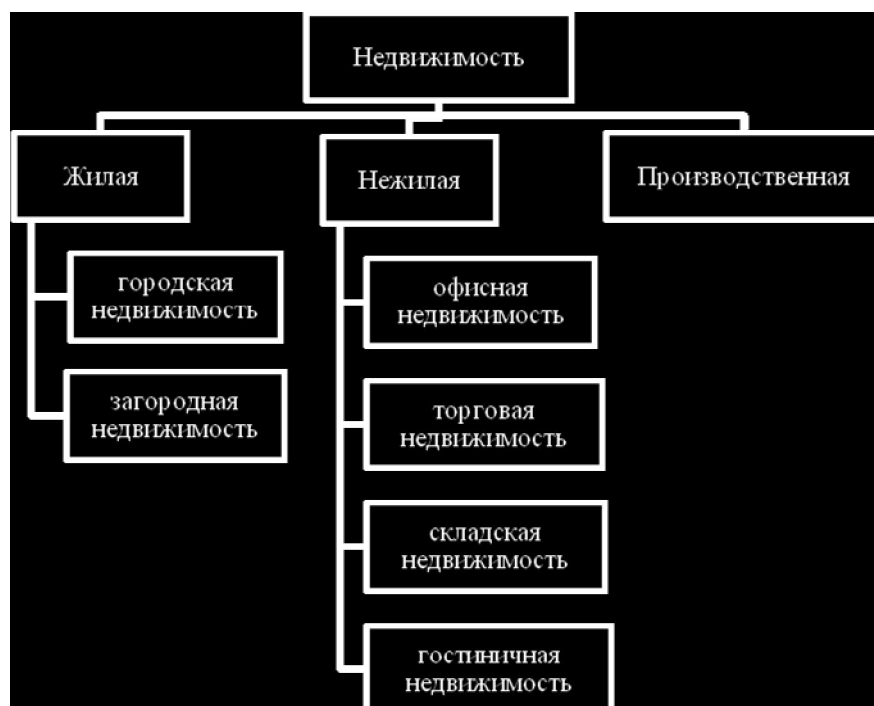 Недвижимость
Жилая
Нежилая
Производственная
городская
недвижимость
загородная
недвижимость
офисная
недвижимость
торговая
недвижимость
складская
недвижимость
гостиничная
недвижимость